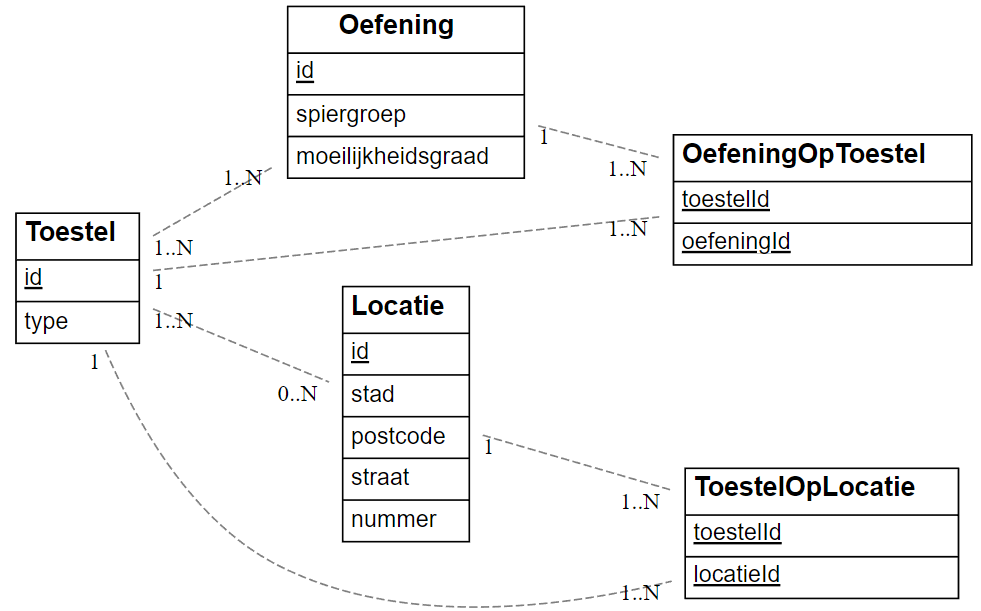 Oefening
id
spiergroep
moeilijkheidsgraad
1
1..N
1..N
1..N
OefeningOpToestel
toestelId
oefeningId
1..N
Toestel
id
type
1
1..N
1
0..N
Locatie
id
stad
postcode
straat
nummer
1
1..N
ToestelOpLocatie
toestelId
locatieId
1..N